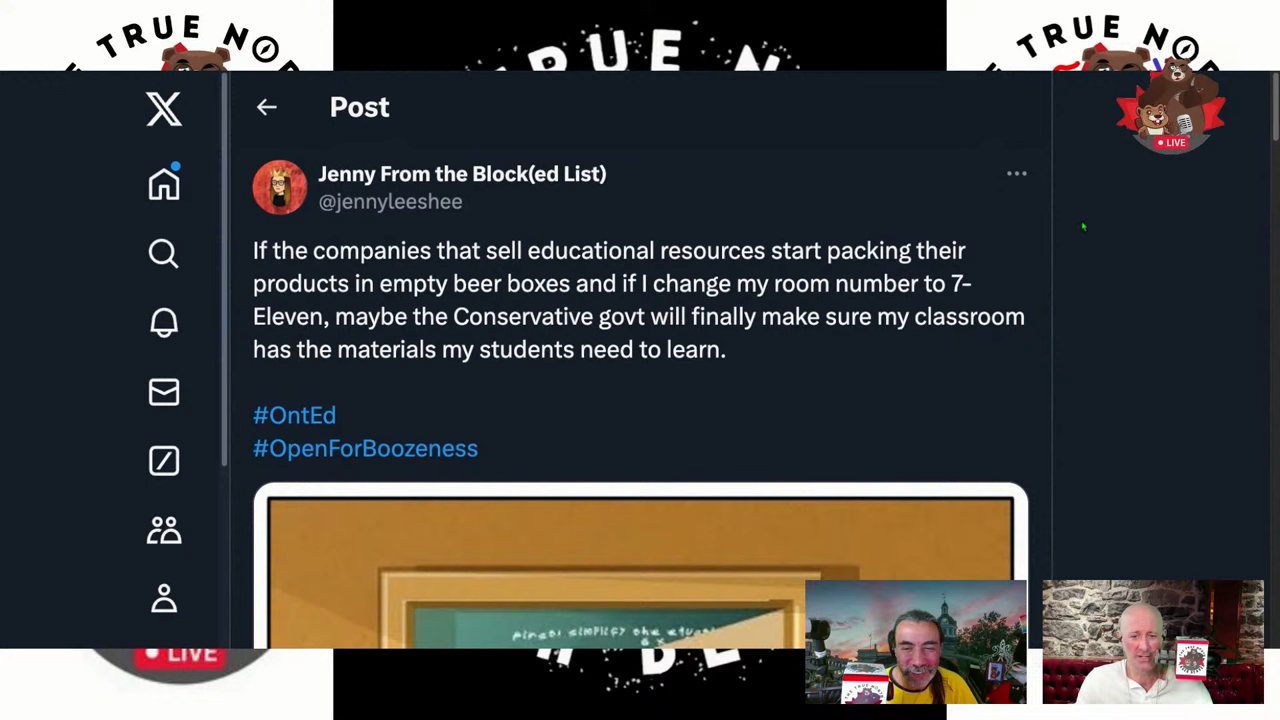 TRUE NO
RUE N
TRUE NO
LIVE
Post
Jenny From the Block(ed List)
@jennyleeshee
If the companies that sell educational resources start packing their
products in empty beer boxes and if I change my room number to 7-
Eleven, maybe the Conservative govt will finally make sure my classroom
has the materials my students need to learn.
#OntEd
#OpenForBoozeness
SIMPLIFY the
LIVE